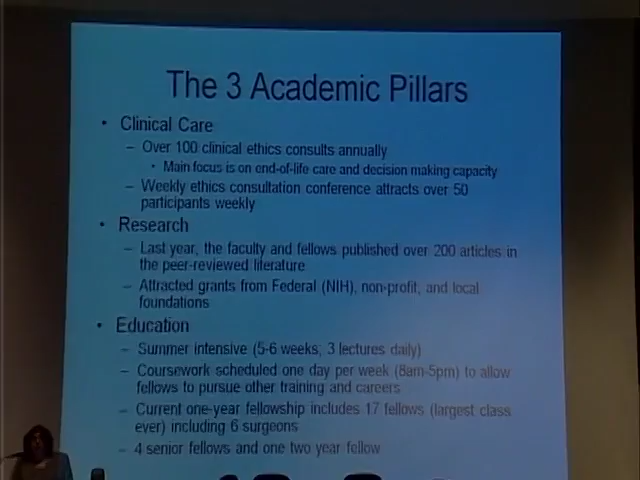 The 3 Academic Pillars
• Clinical Care
– Over 100 clinical ethics consults annually
• Main focus is on end-of-life care and decision making capacity
– Weekly ethics consultation conference attracts over 50
participants weekly
• Research
– Last year, the faculty and fellows published over 200 articles in
the peer-reviewed literature
– Attracted grants from Federal (NIH), non-profit, and local
foundations
• Education
– Summer intensive (5-6 weeks, 3 lectures daily)
– Coursework scheduled one day per week (8am-5pm) to allow
fellows to pursue other training and careers
– Current one-year fellowship includes 17 fellows (largest class
ever) including 6 surgeons
– 4 senior fellows and one two year fellow